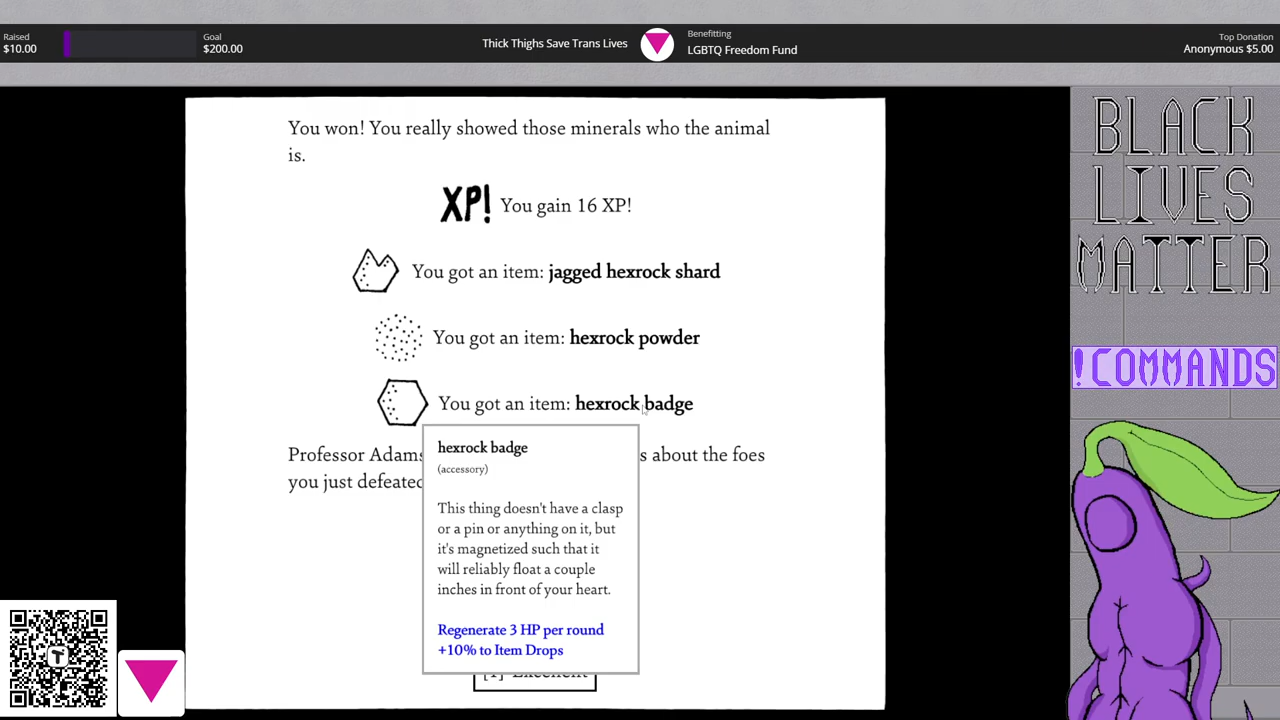 Raised
$10.00
Goal
$200.00
Thick Thighs Save Trans Lives
Benefitting
LGBTQ Freedom Fund
Top Donation
Anonymous $5.00
You won! You really showed those minerals who the animal
is.
XP! You gain 16 XP!
You got an item: jagged hexrock shard
You got an item: hexrock powder
You got an item: hexrock badge
Professor Adams
s about the foes
you just defeated
hexrock badge
(accessory)
This thing doesn't have a clasp
or a pin or anything on it, but
it's magnetized such that it
will reliably float a couple
inches in front of your heart.
Regenerate 3 HP per round
+10% to Item Drops
[1] Excellent
BLACK
LIVES
MATTER
!COMMANDS
T